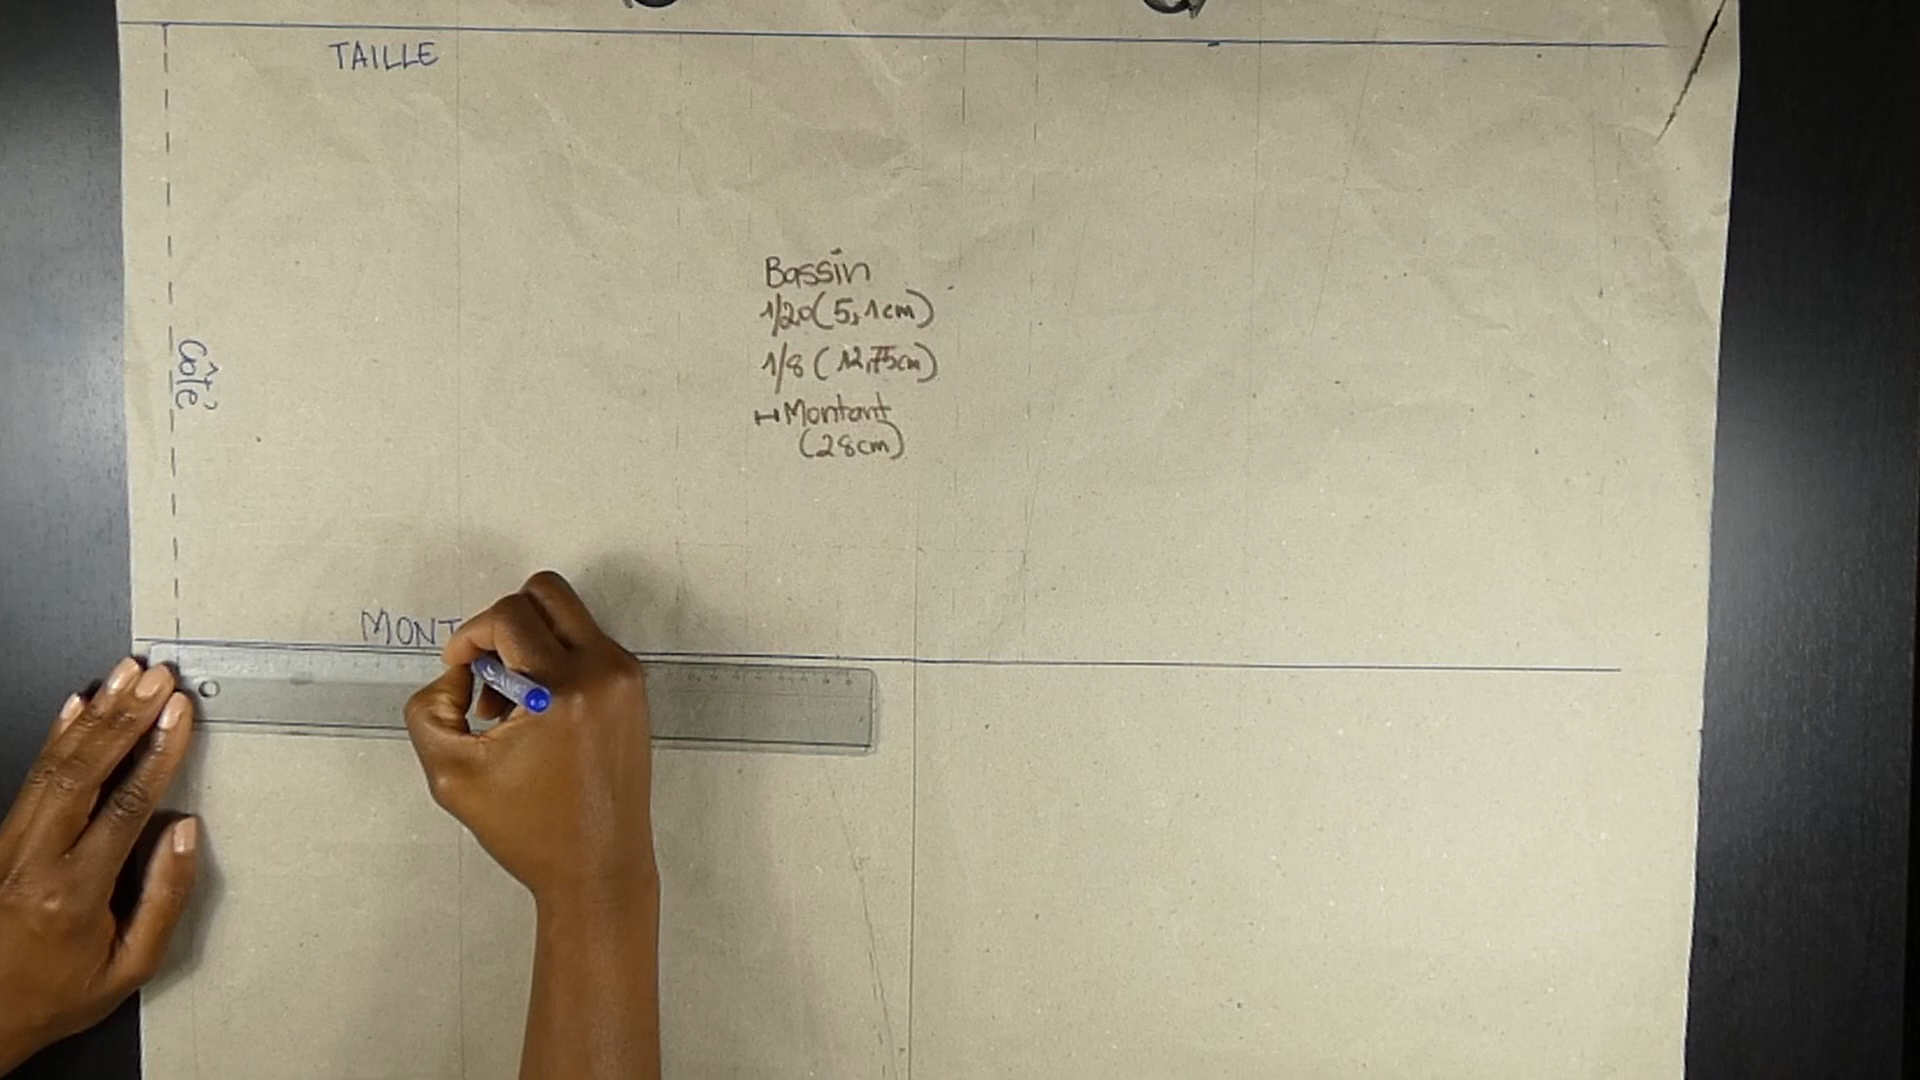 TAILLE
Bassin
1/20(5,1cm)
1/8 (12,75cm)
Montant
(28cm)
Côté
MONT